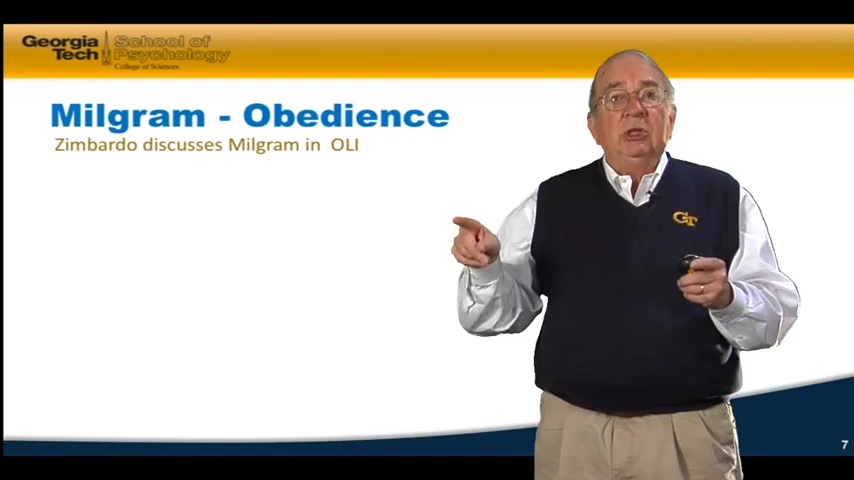 Georgia Tech
School of Psychology
College of Sciences
Milgram - Obedience
Zimbardo discusses Milgram in OLI
GT
7